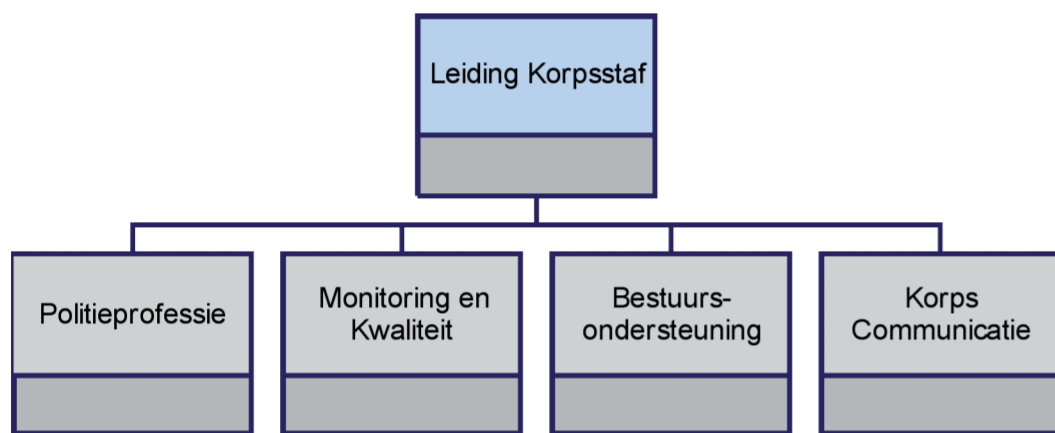 Leiding Korpsstaf
Politieprofessie
Monitoring en
Kwaliteit
Bestuurs-
ondersteuning
Korps
Communicatie